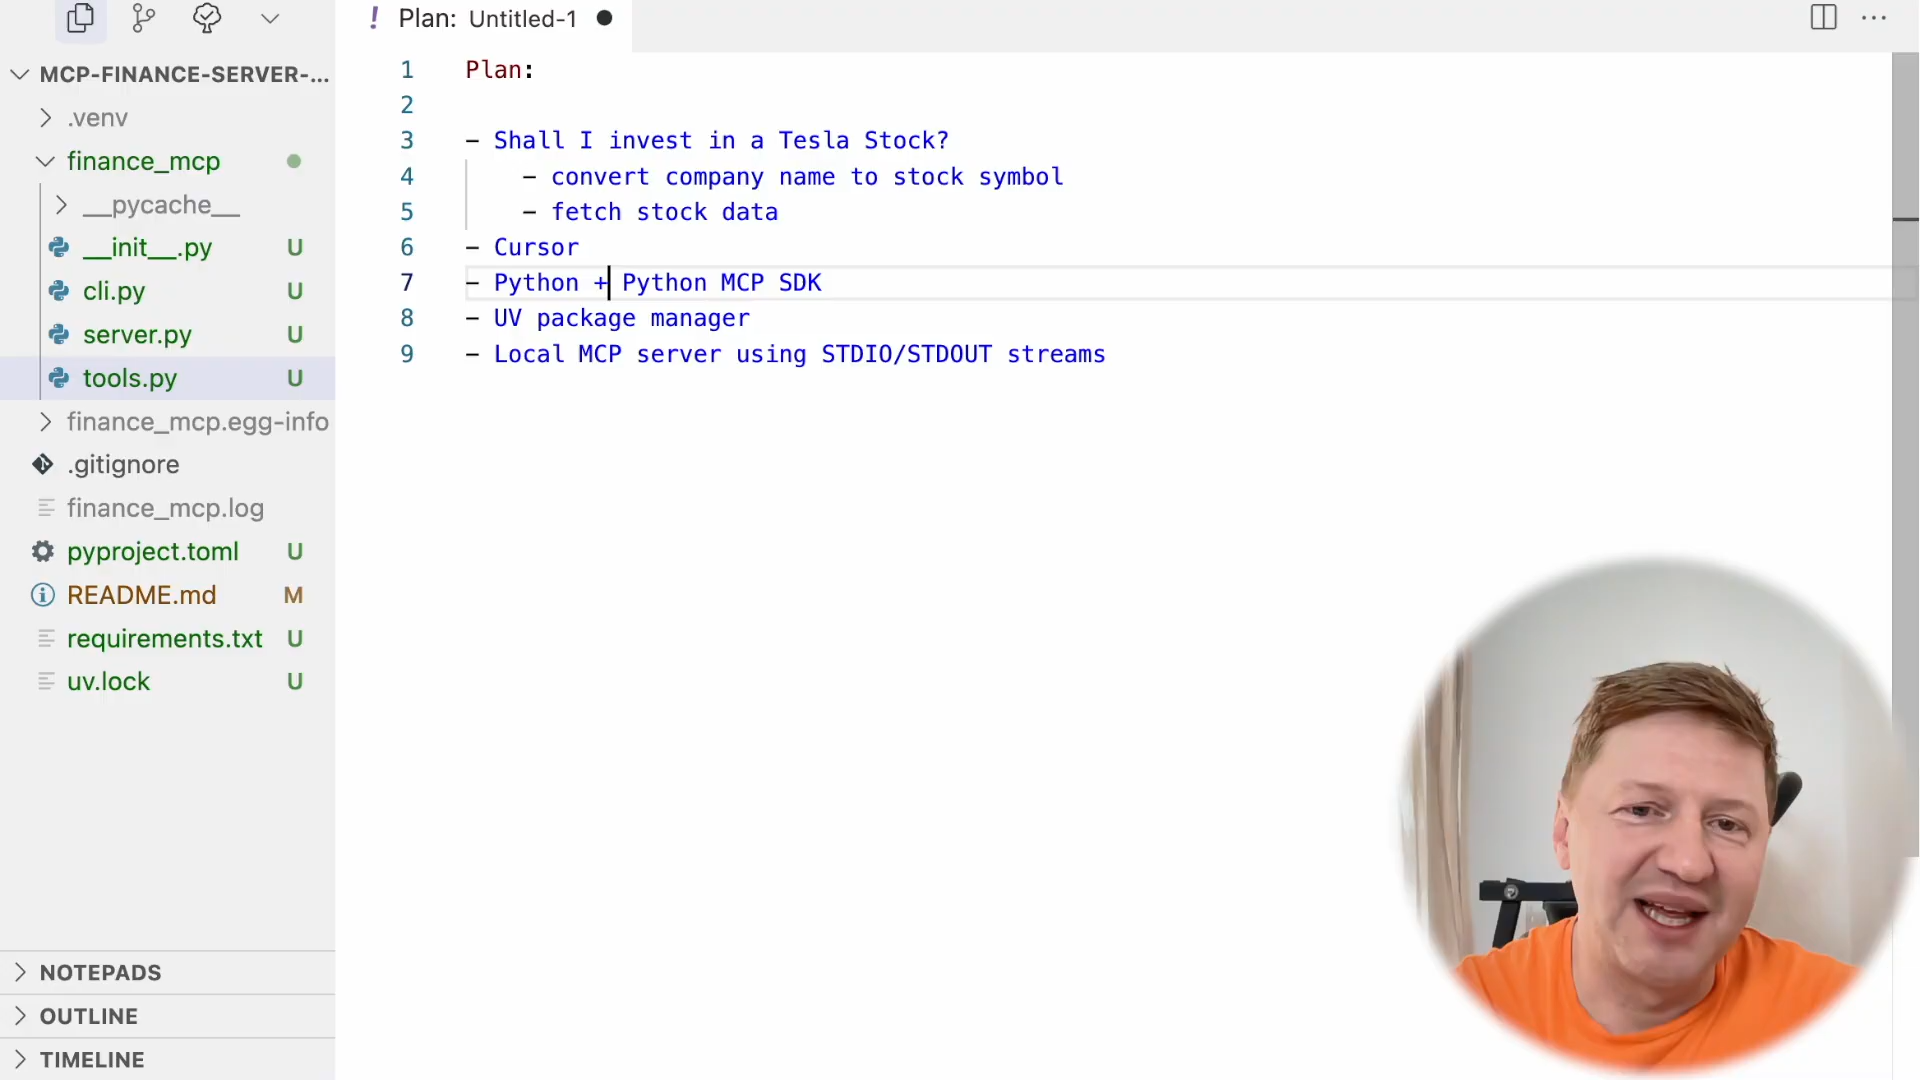 ! Plan: Untitled-1 ●
MCP-FINANCE-SERVER-...
.venv
finance_mcp
__pycache__
__init__.py U
cli.py U
server.py U
tools.py U
finance_mcp.egg-info
.gitignore
finance_mcp.log
pyproject.toml U
README.md M
requirements.txt U
uv.lock U
NOTEPADS
OUTLINE
TIMELINE
1 Plan:
2
3 - Shall I invest in a Tesla Stock?
4 - convert company name to stock symbol
5 - fetch stock data
6 - Cursor
7 - Python + Python MCP SDK
8 - UV package manager
9 - Local MCP server using STDIO/STDOUT streams